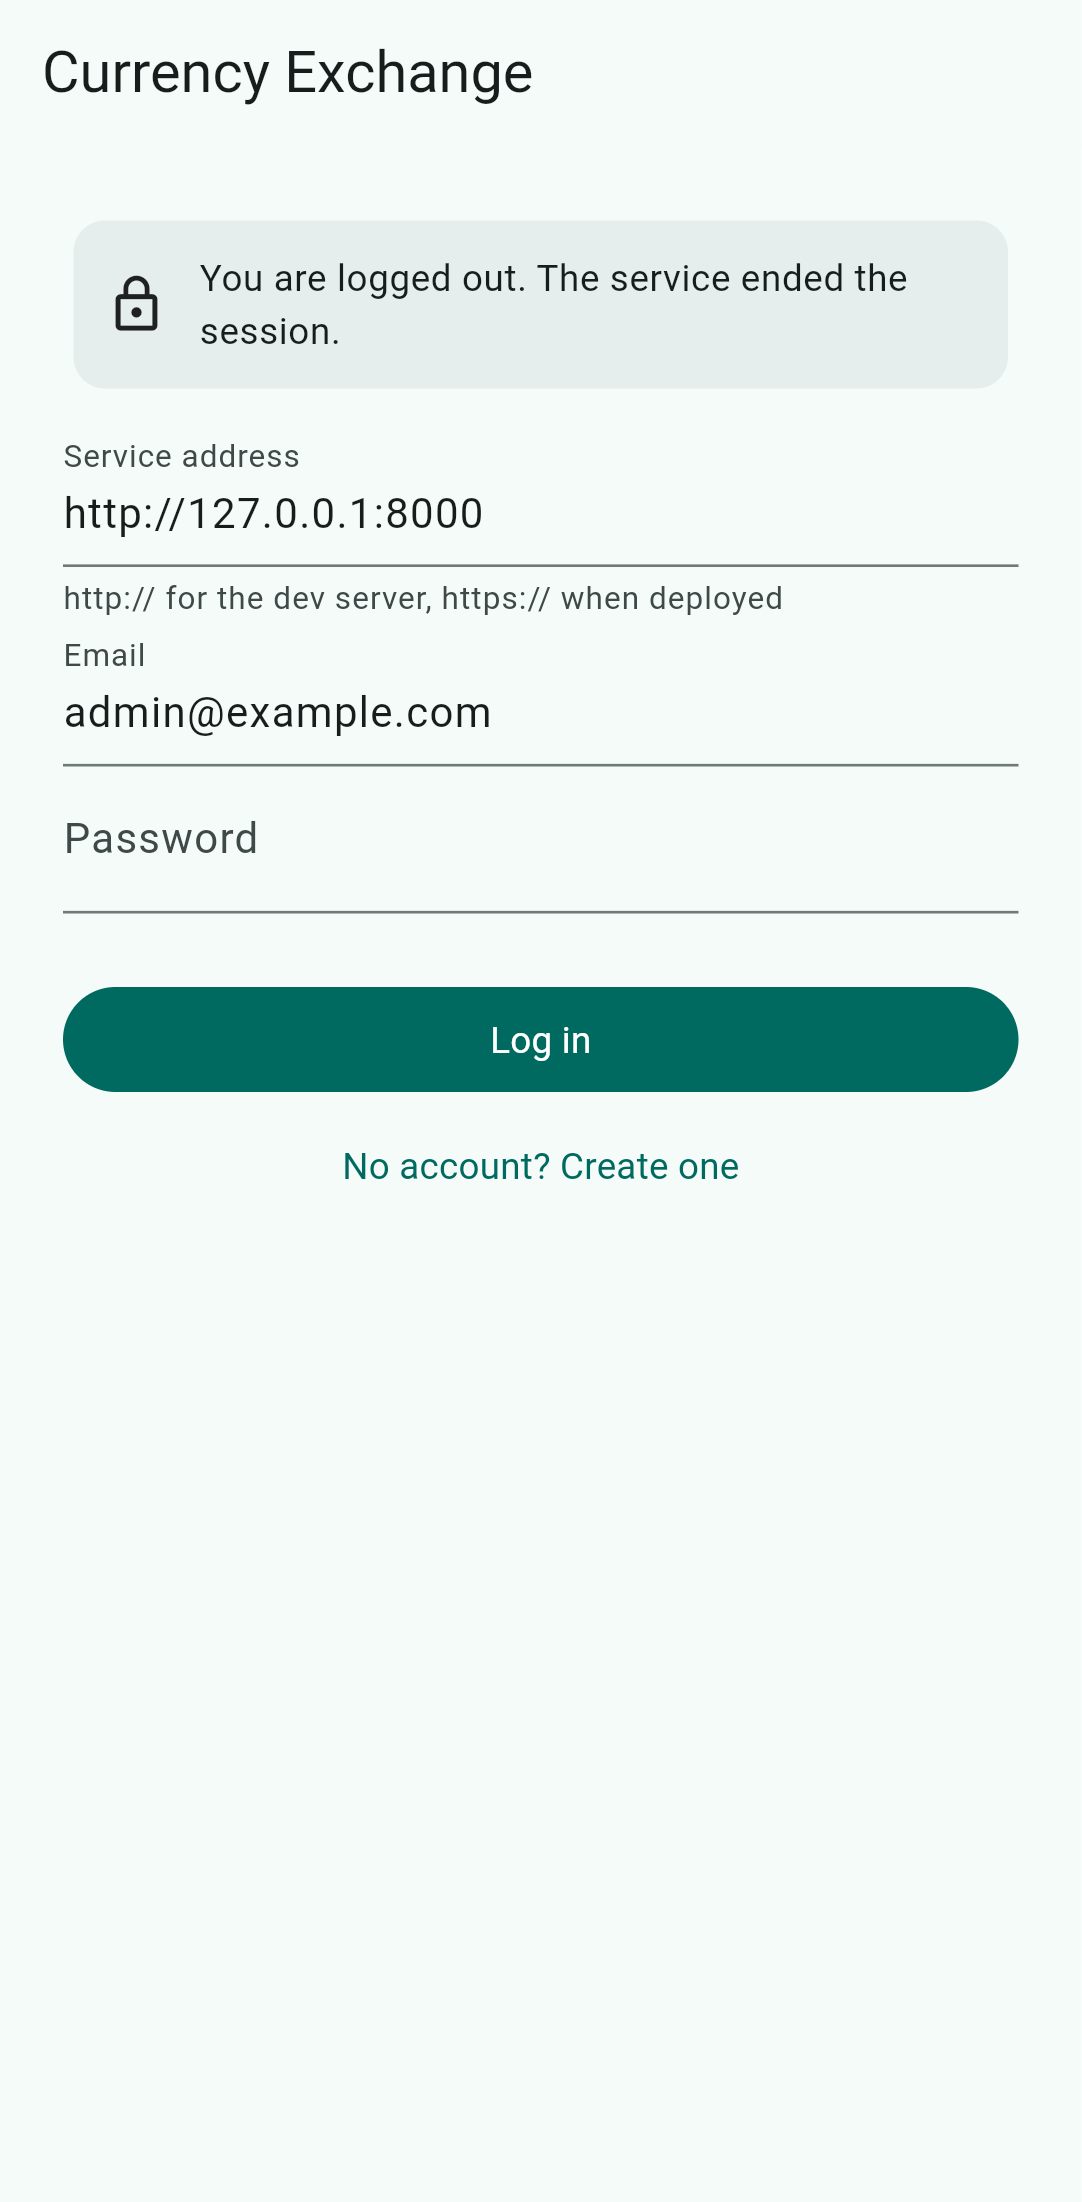 Currency Exchange
You are logged out. The service ended the
session.
Service address
http://127.0.0.1:8000
http:// for the dev server, https:// when deployed
Email
admin@example.com
Password
Log in
No account? Create one